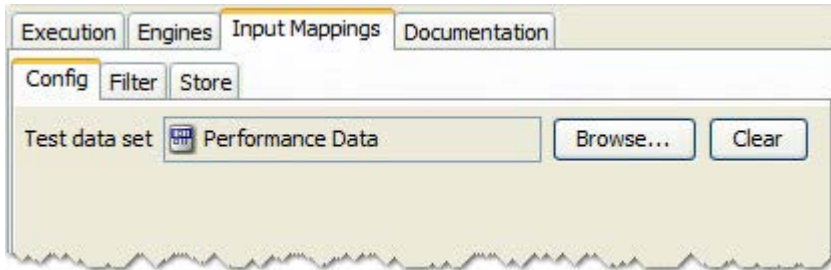 Execution Engines Input Mappings Documentation
Config Filter Store
Test data set Performance Data Browse... Clear